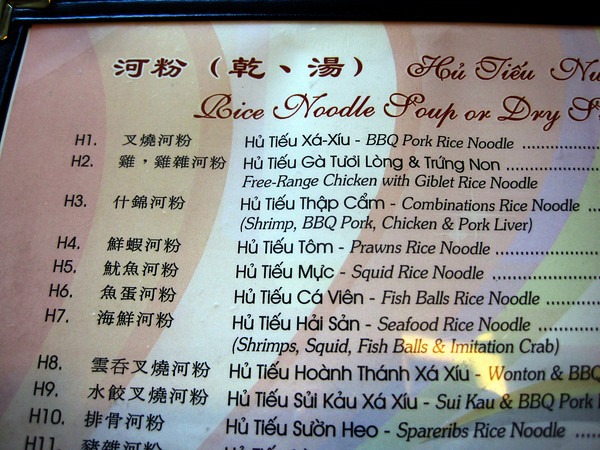 河粉（乾、湯） Hủ Tiếu
Rice Noodle Soup or Dry
H1. 叉燒河粉 Hủ Tiếu Xá-Xíu - BBQ Pork Rice Noodle
H2. 雞，雞雜河粉 Hủ Tiếu Gà Tươi Lòng & Trứng Non
Free-Range Chicken with Giblet Rice Noodle
H3. 什錦河粉 Hủ Tiếu Thập Cẩm - Combinations Rice Noodle
(Shrimp, BBQ Pork, Chicken & Pork Liver)
H4. 鮮蝦河粉 Hủ Tiếu Tôm - Prawns Rice Noodle
H5. 魷魚河粉 Hủ Tiếu Mực - Squid Rice Noodle
H6. 魚蛋河粉 Hủ Tiếu Cá Viên - Fish Balls Rice Noodle
H7. 海鮮河粉 Hủ Tiếu Hải Sản - Seafood Rice Noodle
(Shrimps, Squid, Fish Balls & Imitation Crab)
H8. 雲吞叉燒河粉 Hủ Tiếu Hoành Thánh Xá Xíu - Wonton & BBQ
H9. 水餃叉燒河粉 Hủ Tiếu Sủi Kảu Xá Xíu - Sui Kau & BBQ Pork
H10. 排骨河粉 Hủ Tiếu Sườn Heo - Spareribs Rice Noodle
H11. 豬雜河粉